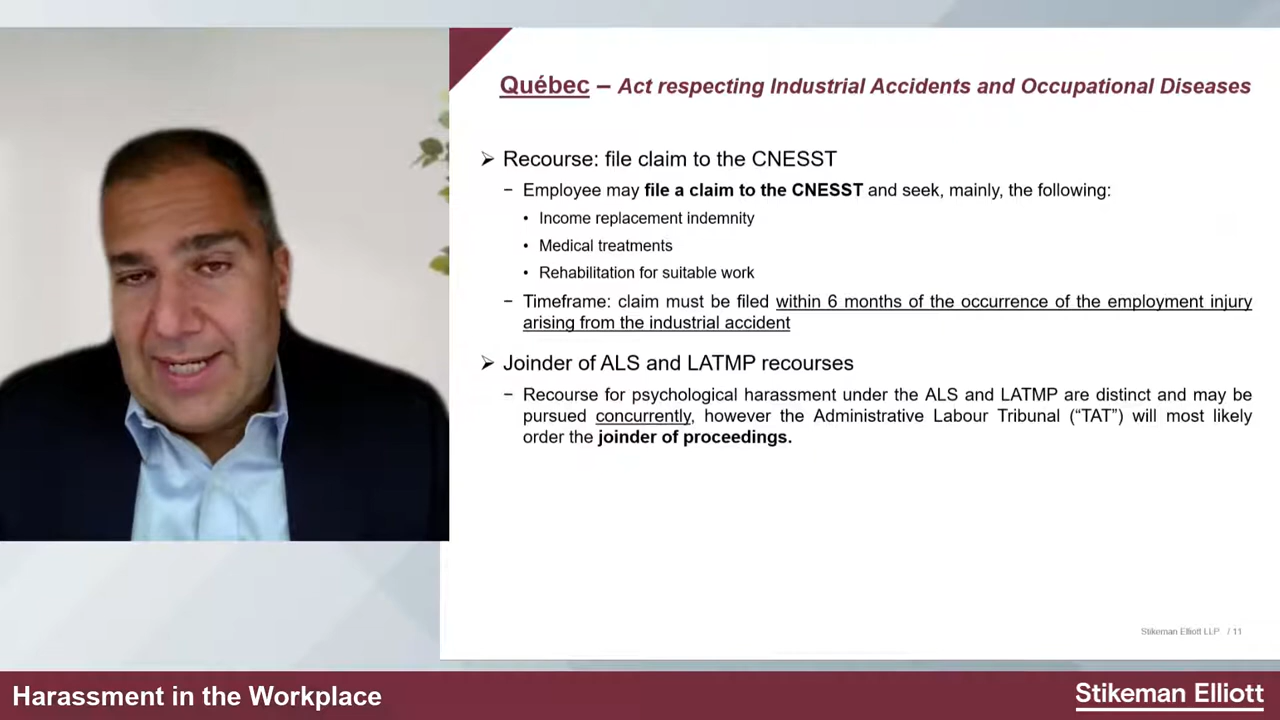 Québec – Act respecting Industrial Accidents and Occupational Diseases
➢ Recourse: file claim to the CNESST
− Employee may file a claim to the CNESST and seek, mainly, the following:
• Income replacement indemnity
• Medical treatments
• Rehabilitation for suitable work
− Timeframe: claim must be filed within 6 months of the occurrence of the employment injury
arising from the industrial accident
➢ Joinder of ALS and LATMP recourses
− Recourse for psychological harassment under the ALS and LATMP are distinct and may be
pursued concurrently, however the Administrative Labour Tribunal (“TAT”) will most likely
order the joinder of proceedings.
Stikeman Elliott LLP / 11
Harassment in the Workplace
Stikeman Elliott